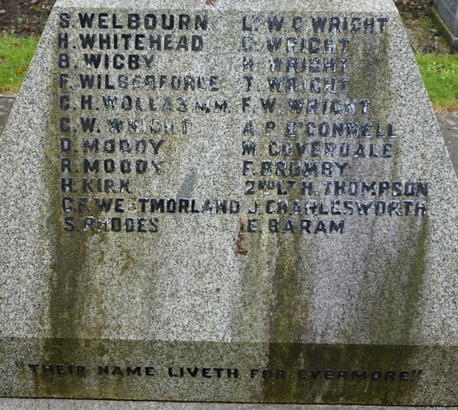 S. WELBOURN
H. WHITEHEAD
B. WIGBY
F. WILBERFORCE
G. H. WOLLAS M.M.
G. W. WRIGHT
D. MOODY
R. MOODY
H. KIRK
G. F. WESTMORLAND
S. RHODES
LT. W. C. WRIGHT
WRIGHT
H. WRIGHT
T. WRIGHT
F. W. WRIGHT
A. P. O'CONNELL
M. COVERDALE
F. BROMBY
2ND LT. H. THOMPSON
J. CHARLESWORTH
E. BARAM
"THEIR NAME LIVETH FOR EVERMORE."